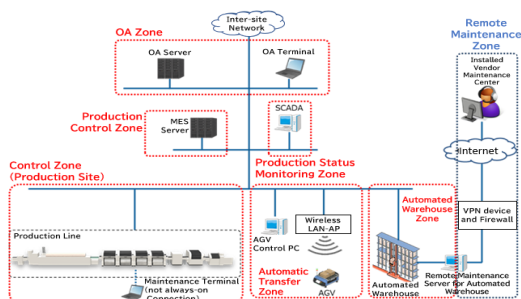 Inter-site
Network
OA Zone
OA Server
OA Terminal
Remote
Maintenance
Zone
Installed
Vendor
Maintenance
Center
Production
Control Zone
MES
Server
SCADA
Internet
Control Zone
(Production Site)
Production Status
Monitoring Zone
Production Line
AGV
Control PC
Wireless
LAN-AP
Automated
Warehouse
Zone
VPN device
and Firewall
Maintenance Terminal
(not always-on
Connection)
Automatic
Transfer
Zone
AGV
Automated
Warehouse
Remote Maintenance
Server for Automated
Warehouse